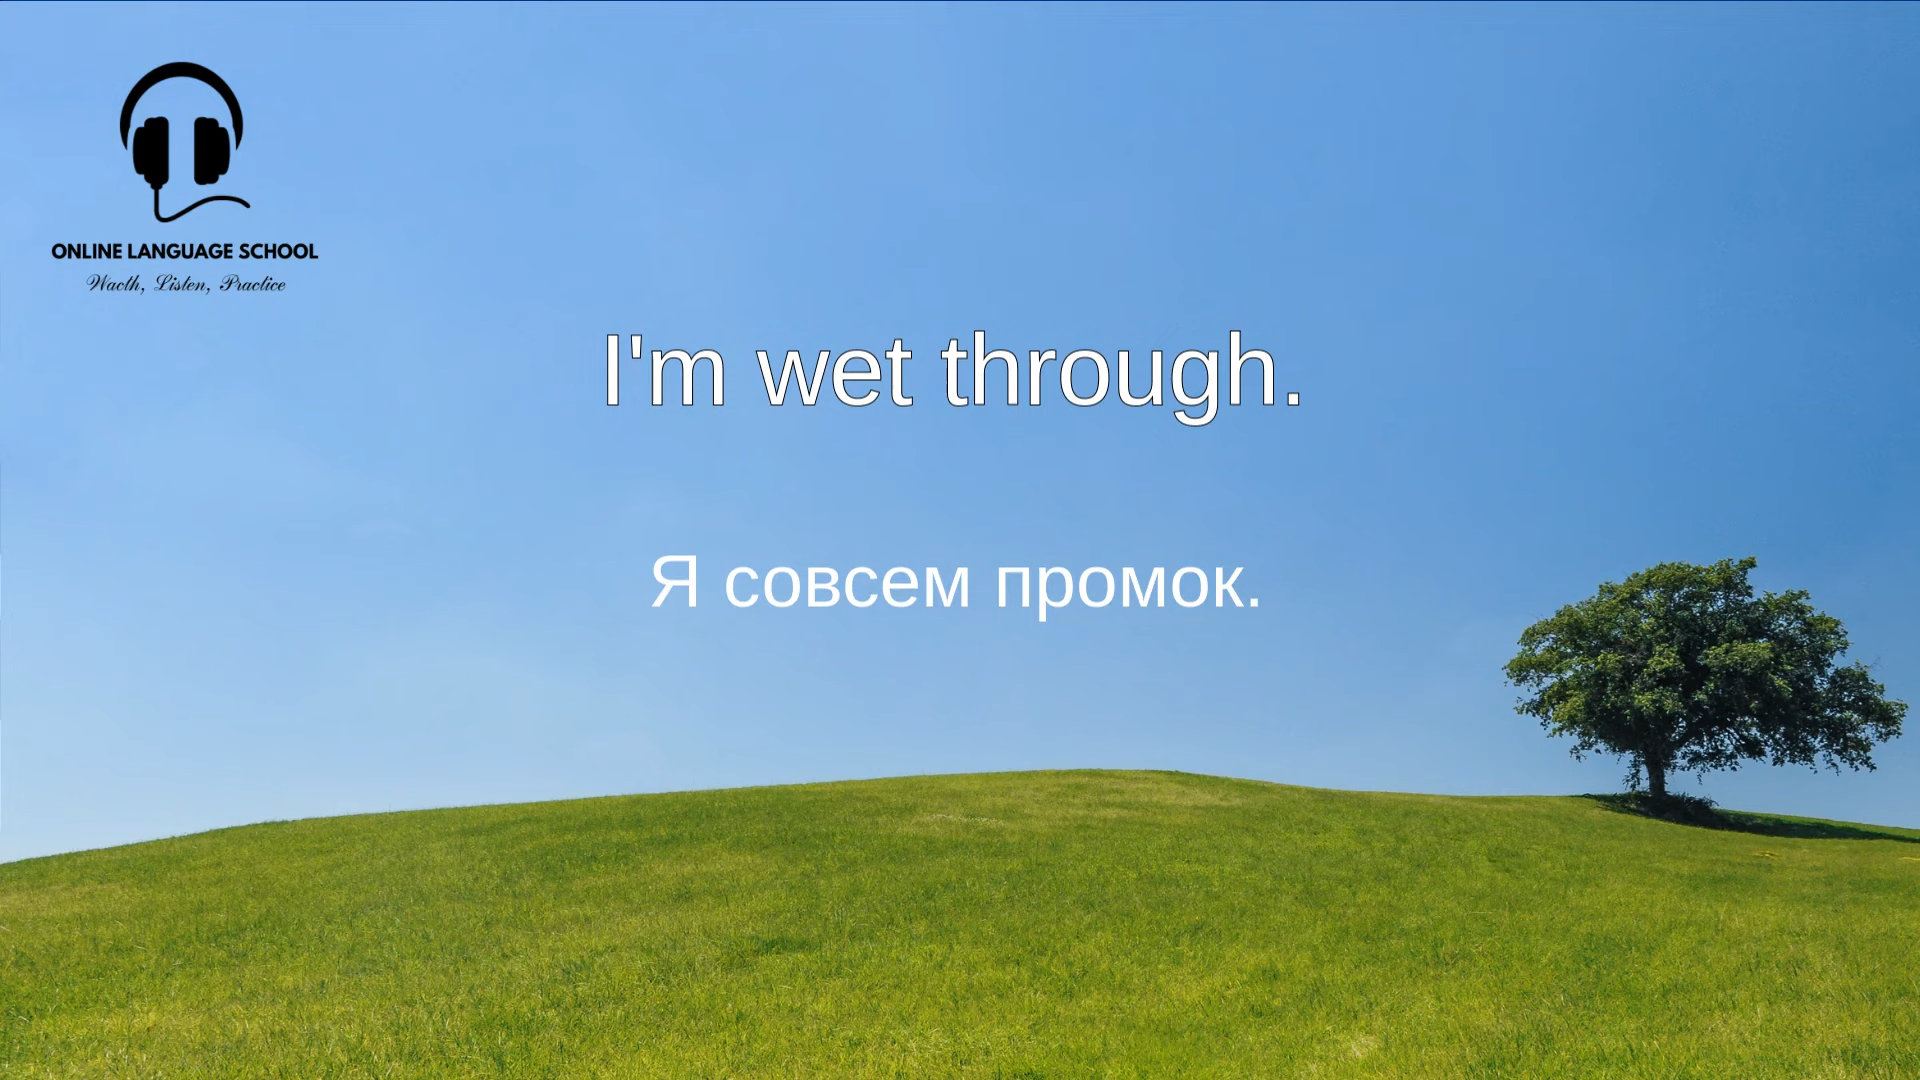 ONLINE LANGUAGE SCHOOL
Wacth, Listen, Practice
I'm wet through.
Я совсем промок.